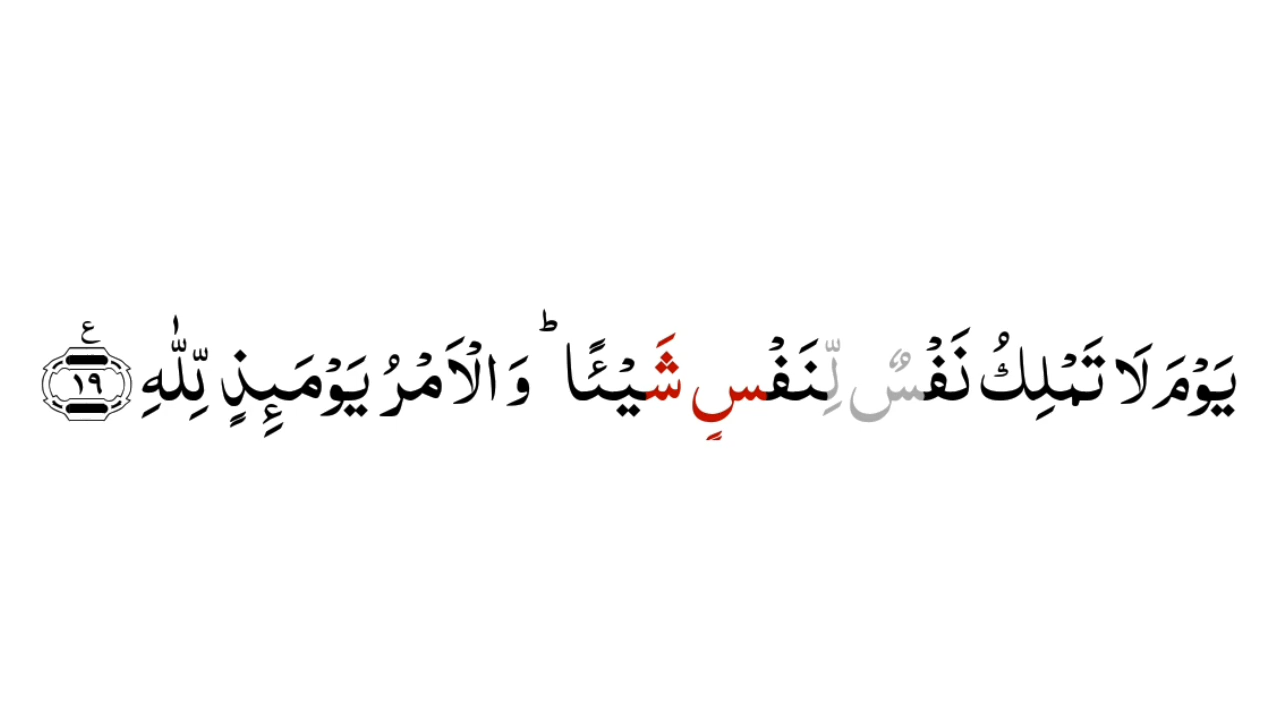 يَوْمَ لَا تَمْلِكُ نَفْسٌ لِّنَفْسٍ شَيْـًٔا ؕ وَالْاَمْرُ يَوْمَىِٕذٍ لِّلّٰهِ ۧ ١٩ ع